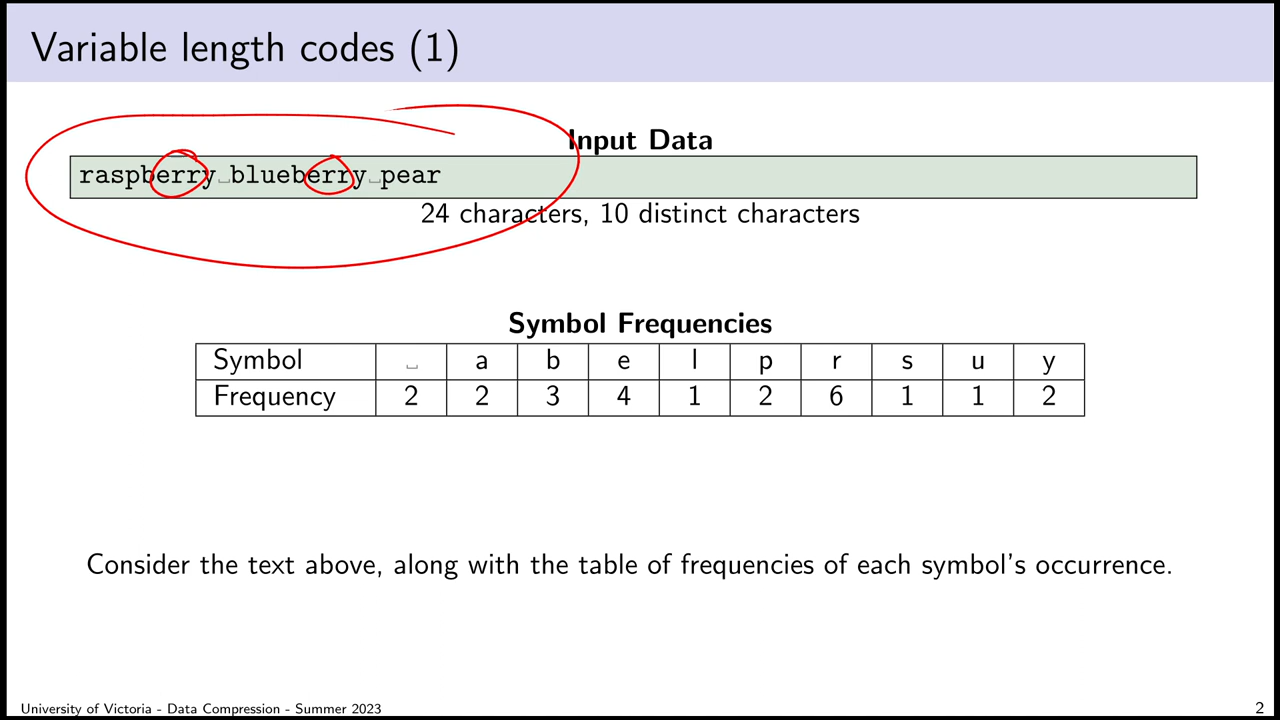 Variable length codes (1)
Input Data
raspberry␣blueberry␣pear
24 characters, 10 distinct characters
Symbol Frequencies
Symbol ␣ a b e l p r s u y
Frequency 2 2 3 4 1 2 6 1 1 2
Consider the text above, along with the table of frequencies of each symbol's occurrence.
University of Victoria - Data Compression - Summer 2023 2